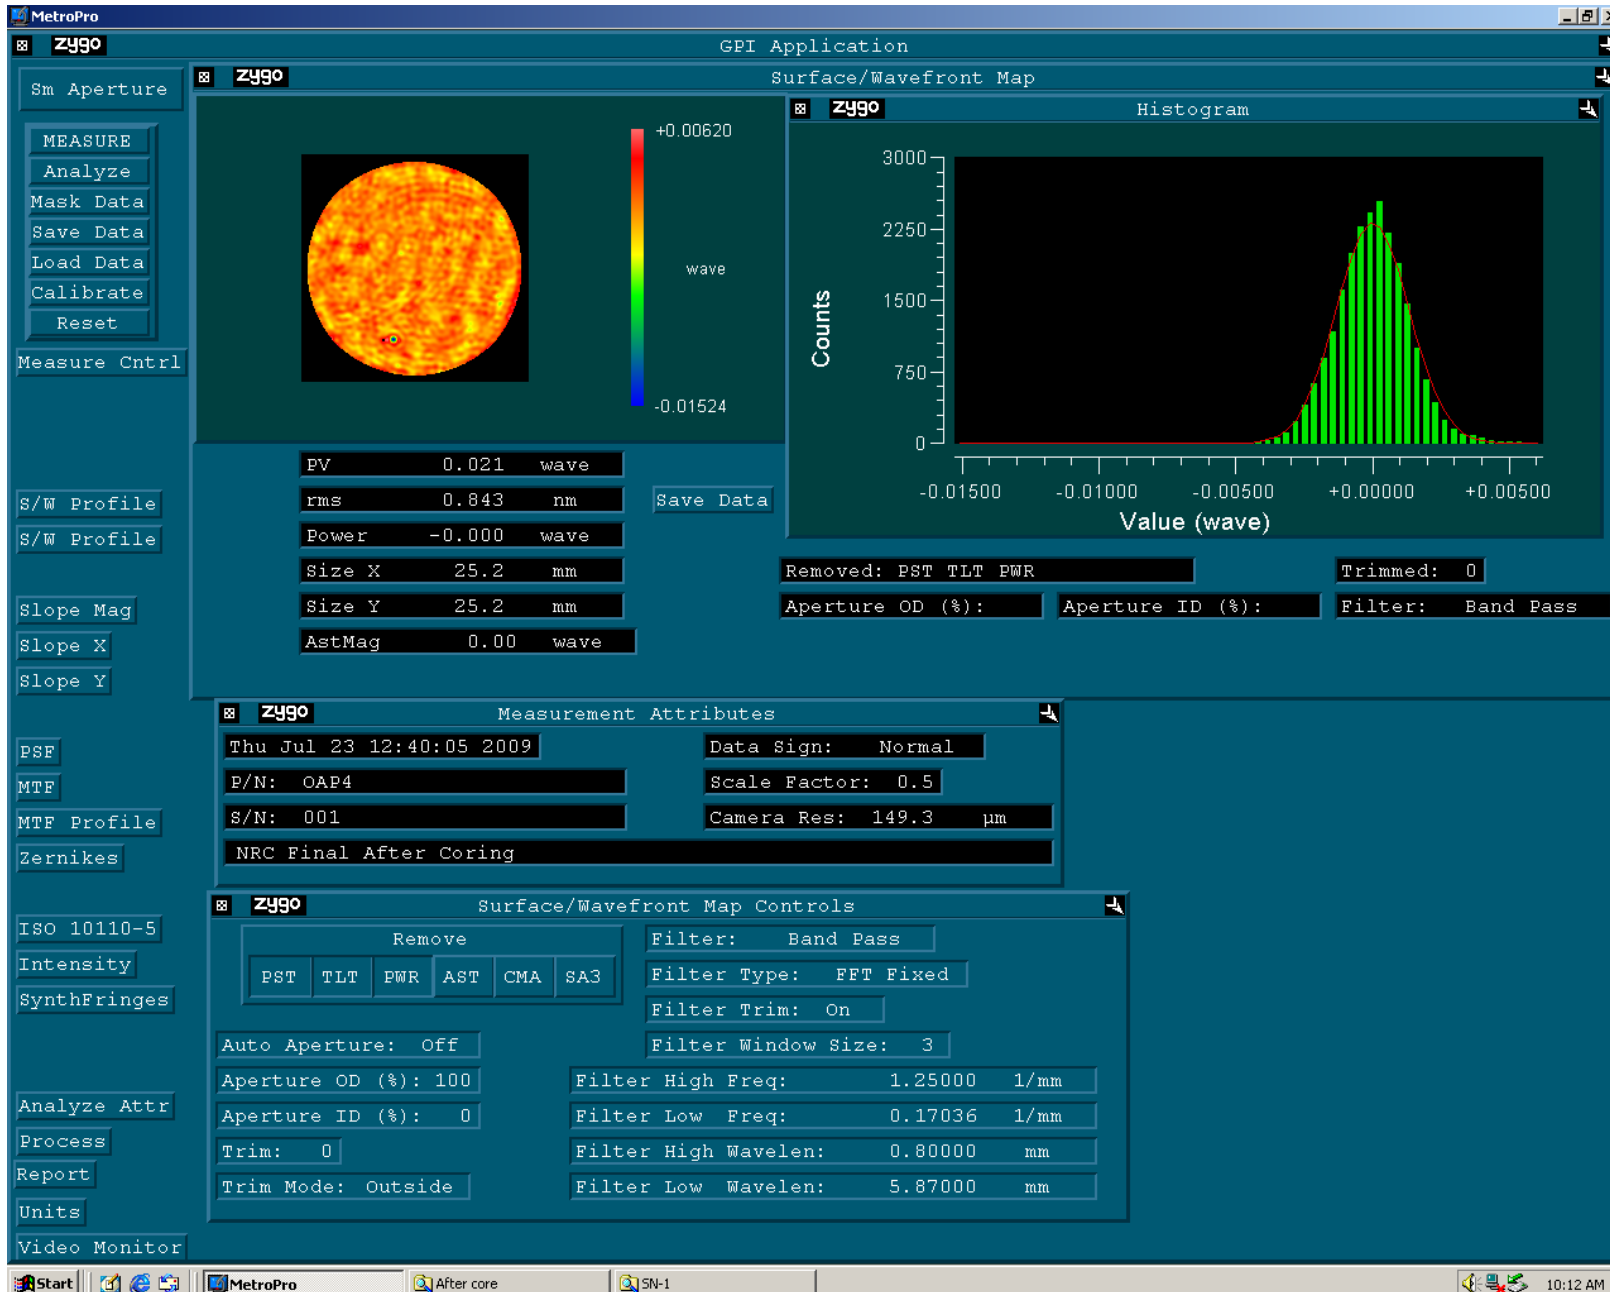 MetroPro
zygo GPI Application
Sm Aperture
zygo Surface/Wavefront Map
MEASURE
Analyze
Mask Data
Save Data
Load Data
Calibrate
Reset
Measure Cntrl
+0.00620
wave
-0.01524
zygo Histogram
3000
2250
1500
750
0
Counts
-0.01500 -0.01000 -0.00500 +0.00000 +0.00500
Value (wave)
PV 0.021 wave
rms 0.843 nm
Save Data
Power -0.000 wave
Size X 25.2 mm
Size Y 25.2 mm
AstMag 0.00 wave
Removed: PST TLT PWR
Trimmed: 0
Aperture OD (%):
Aperture ID (%):
Filter: Band Pass
S/W Profile
S/W Profile
Slope Mag
Slope X
Slope Y
PSF
MTF
MTF Profile
Zernikes
ISO 10110-5
Intensity
SynthFringes
Analyze Attr
Process
Report
Units
Video Monitor
zygo Measurement Attributes
Thu Jul 23 12:40:05 2009
Data Sign: Normal
P/N: OAP4
Scale Factor: 0.5
S/N: 001
Camera Res: 149.3 µm
NRC Final After Coring
zygo Surface/Wavefront Map Controls
Remove
PST TLT PWR AST CMA SA3
Filter: Band Pass
Filter Type: FFT Fixed
Filter Trim: On
Auto Aperture: Off
Filter Window Size: 3
Aperture OD (%): 100
Filter High Freq: 1.25000 1/mm
Aperture ID (%): 0
Filter Low Freq: 0.17036 1/mm
Trim: 0
Filter High Wavelen: 0.80000 mm
Trim Mode: Outside
Filter Low Wavelen: 5.87000 mm
Start MetroPro After core SN-1 10:12 AM